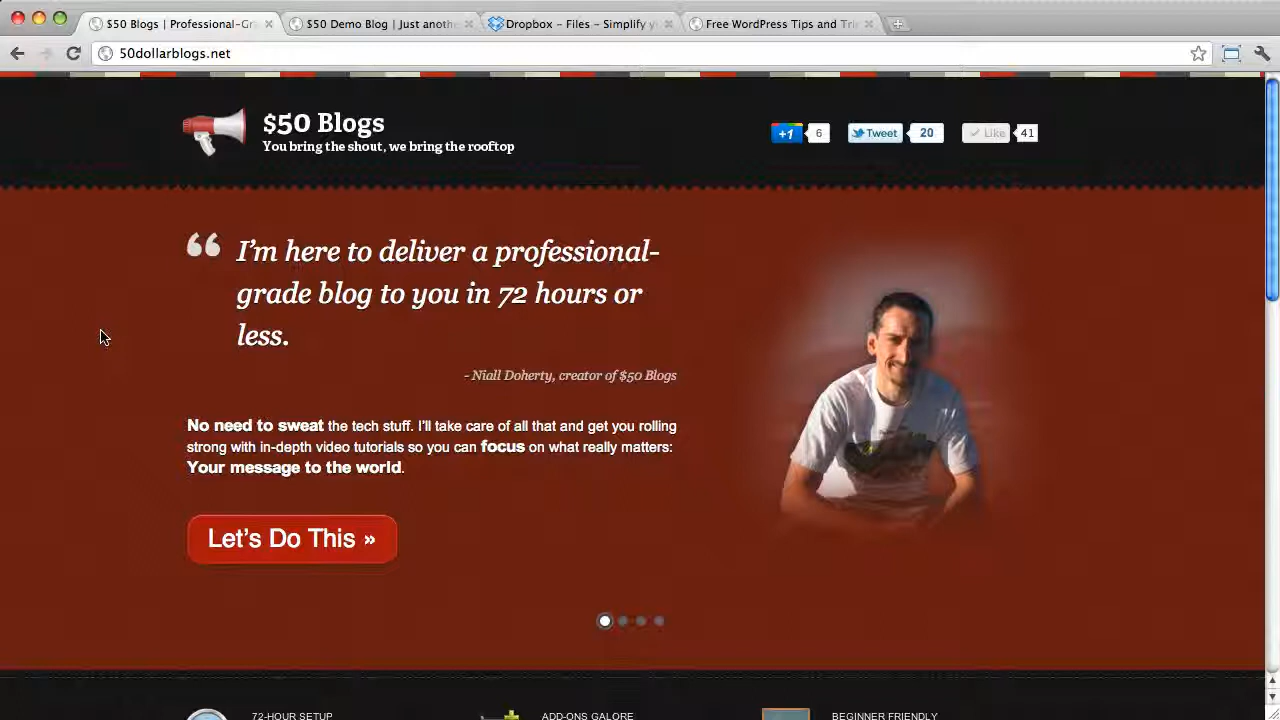 $50 Blogs | Professional-Gr
$50 Demo Blog | Just anoth
Dropbox – Files – Simplify y
Free WordPress Tips and Tri
50dollarblogs.net
$50 Blogs
You bring the shout, we bring the rooftop
+1 6
Tweet 20
Like 41
“ I’m here to deliver a professional-
grade blog to you in 72 hours or
less.
- Niall Doherty, creator of $50 Blogs
No need to sweat the tech stuff. I'll take care of all that and get you rolling
strong with in-depth video tutorials so you can focus on what really matters:
Your message to the world.
Let’s Do This »
72-HOUR SETUP
ADD-ONS GALORE
BEGINNER FRIENDLY